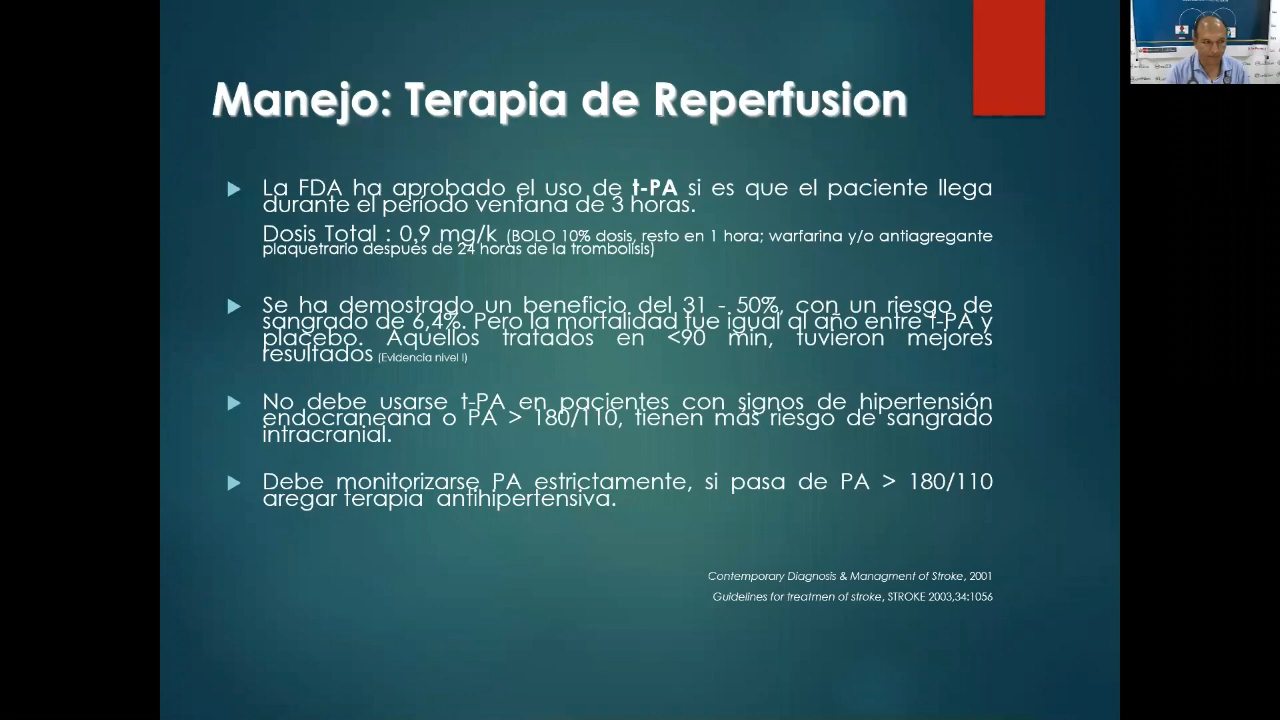 Manejo: Terapia de Reperfusion
La FDA ha aprobado el uso de t-PA si es que el paciente llega
durante el período ventana de 3 horas.
Dosis Total : 0,9 mg/k (BOLO 10% dosis, resto en 1 hora; warfarina y/o antiagregante
plaquetrario después de 24 horas de la trombolísis)
Se ha demostrado un beneficio del 31 - 50%, con un riesgo de
sangrado de 6,4%. Pero la mortalidad fue igual al año entre t-PA y
placebo. Aquellos tratados en <90 min, tuvieron mejores
resultados (Evidencia nivel I)
No debe usarse t-PA en pacientes con signos de hipertensión
endocraneana o PA > 180/110, tienen más riesgo de sangrado
intracranial.
Debe monitorizarse PA estrictamente, si pasa de PA > 180/110
aregar terapía antihipertensiva.
Contemporary Diagnosis & Managment of Stroke, 2001
Guidelines for treatmen of stroke, STROKE 2003,34:1056